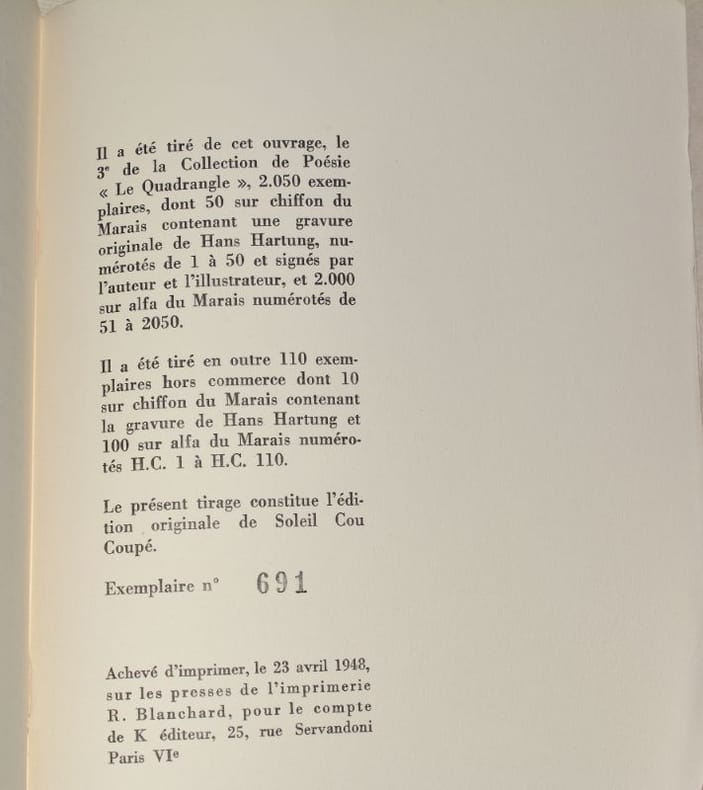 Il a été tiré de cet ouvrage, le
3e de la Collection de Poésie
« Le Quadrangle », 2.050 exem-
plaires, dont 50 sur chiffon du
Marais contenant une gravure
originale de Hans Hartung, nu-
mérotés de 1 à 50 et signés par
l'auteur et l'illustrateur, et 2.000
sur alfa du Marais numérotés de
51 à 2050.
Il a été tiré en outre 110 exem-
plaires hors commerce dont 10
sur chiffon du Marais contenant
la gravure de Hans Hartung et
100 sur alfa du Marais numéro-
tés H.C. 1 à H.C. 110.
Le présent tirage constitue l'édi-
tion originale de Soleil Cou
Coupé.
Exemplaire n° 691
Achevé d'imprimer, le 23 avril 1948,
sur les presses de l'imprimerie
R. Blanchard, pour le compte
de K éditeur, 25, rue Servandoni
Paris VIe